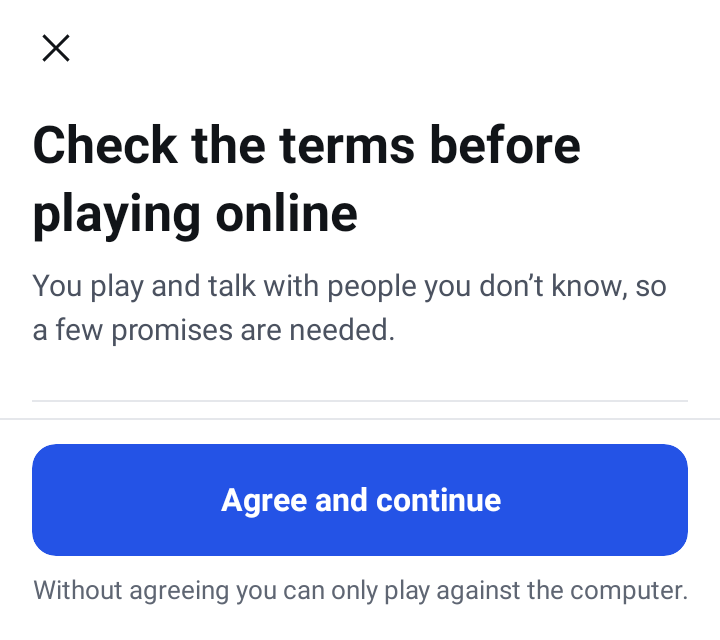 Check the terms before
playing online
You play and talk with people you don’t know, so
a few promises are needed.
Agree and continue
Without agreeing you can only play against the computer.